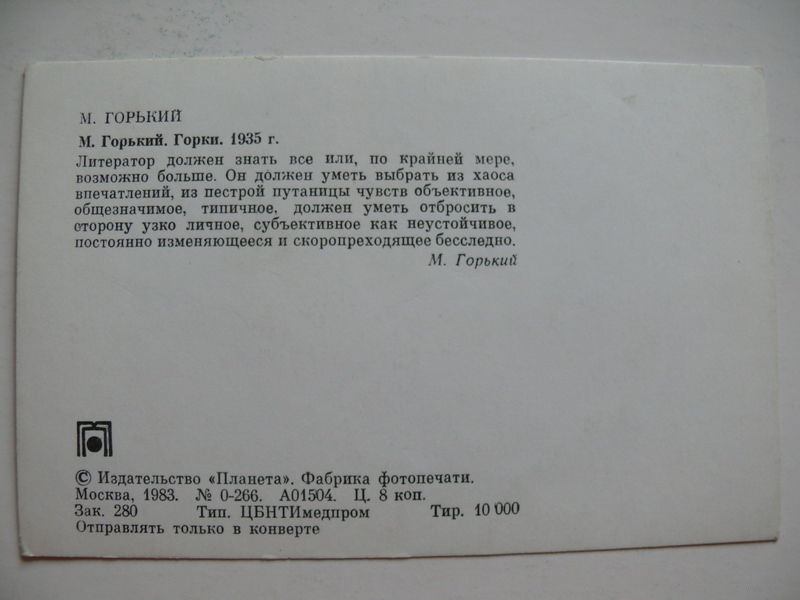 М. ГОРЬКИЙ
М. Горький. Горки. 1935 г.
Литератор должен знать все или, по крайней мере,
возможно больше. Он должен уметь выбрать из хаоса
впечатлений, из пестрой путаницы чувств объективное,
общезначимое, типичное, должен уметь отбросить в
сторону узко личное, субъективное как неустойчивое,
постоянно изменяющееся и скоропреходящее бесследно.
М. Горький
© Издательство «Планета». Фабрика фотопечати.
Москва, 1983. № 0-266. А01504. Ц. 8 коп.
Зак. 280 Тип. ЦБНТИмедпром Тир. 10 000
Отправлять только в конверте